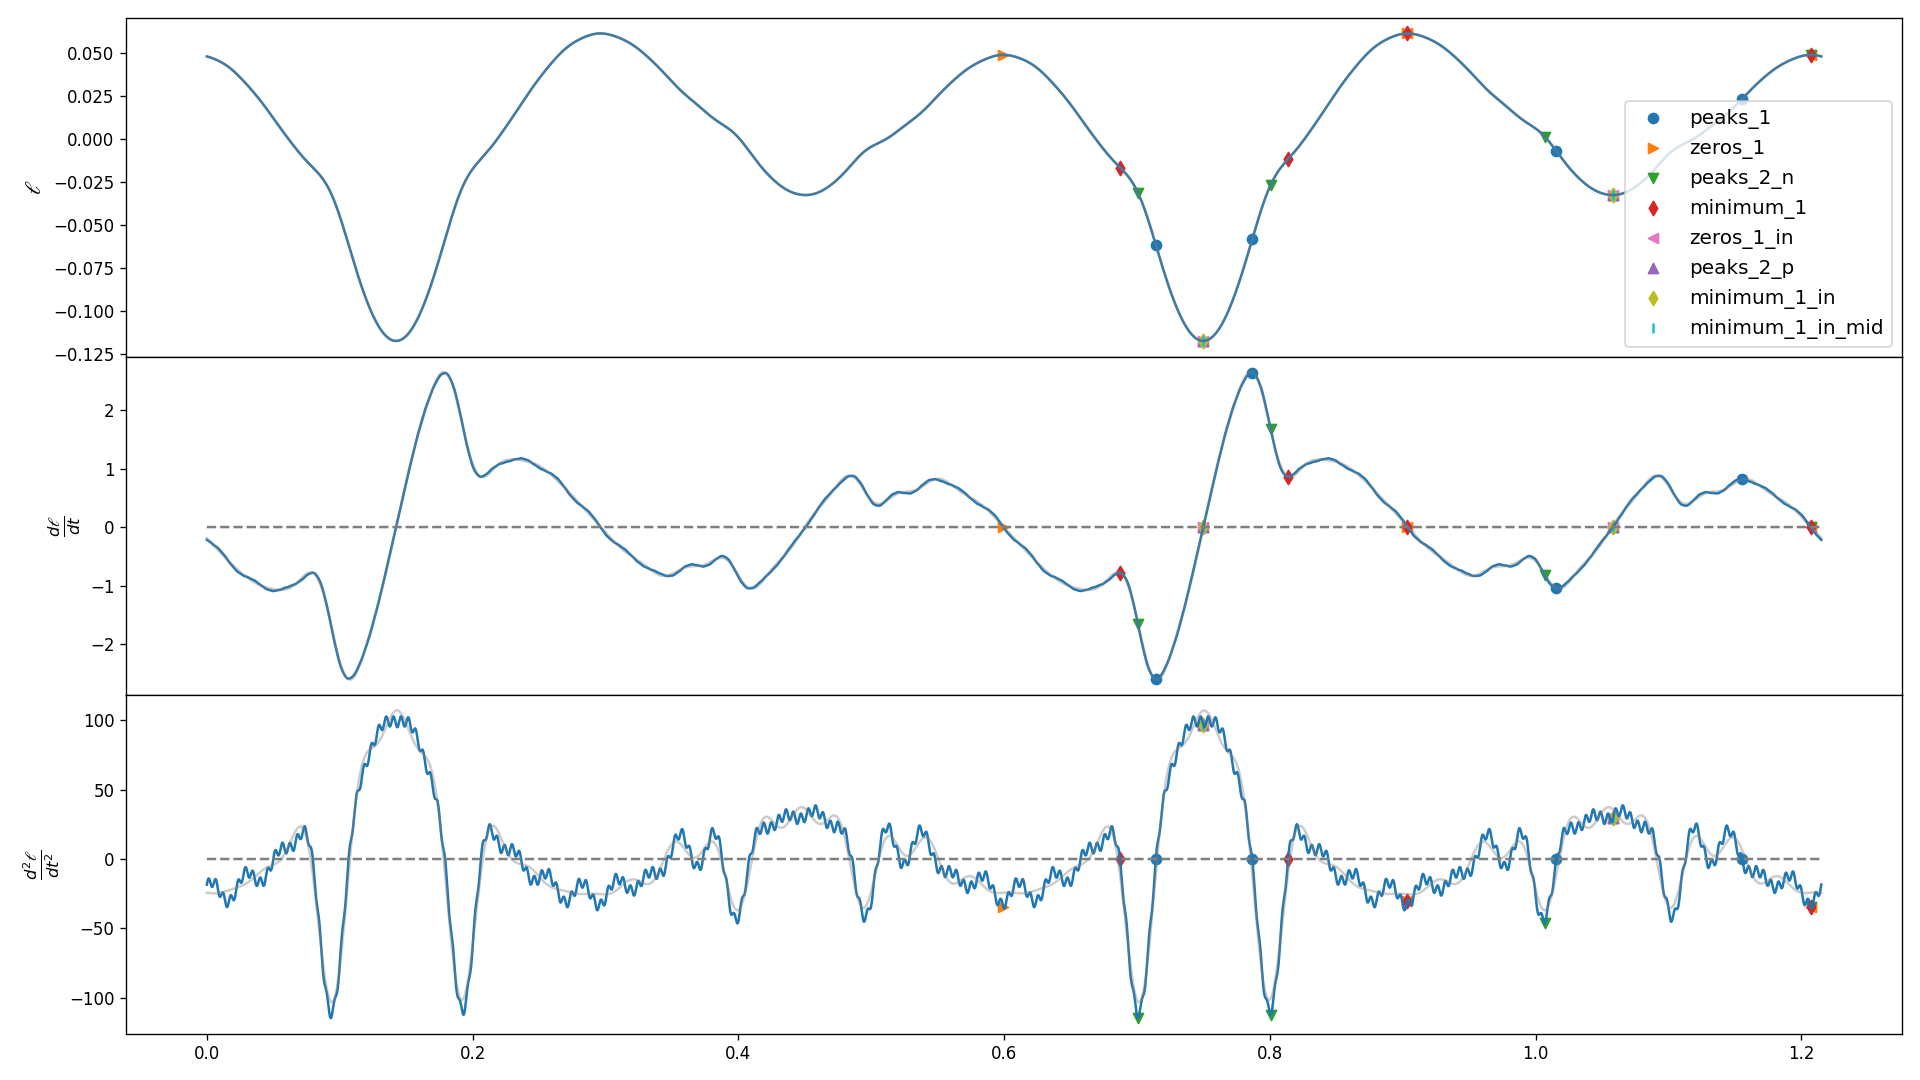 0.050
0.025
0.000
−0.025
−0.050
−0.075
−0.100
−0.125
ℓ
peaks_1
zeros_1
peaks_2_n
minimum_1
zeros_1_in
peaks_2_p
minimum_1_in
minimum_1_in_mid
2
1
0
−1
−2
dℓ/dt
100
50
0
−50
−100
d²ℓ/dt²
0.0 0.2 0.4 0.6 0.8 1.0 1.2